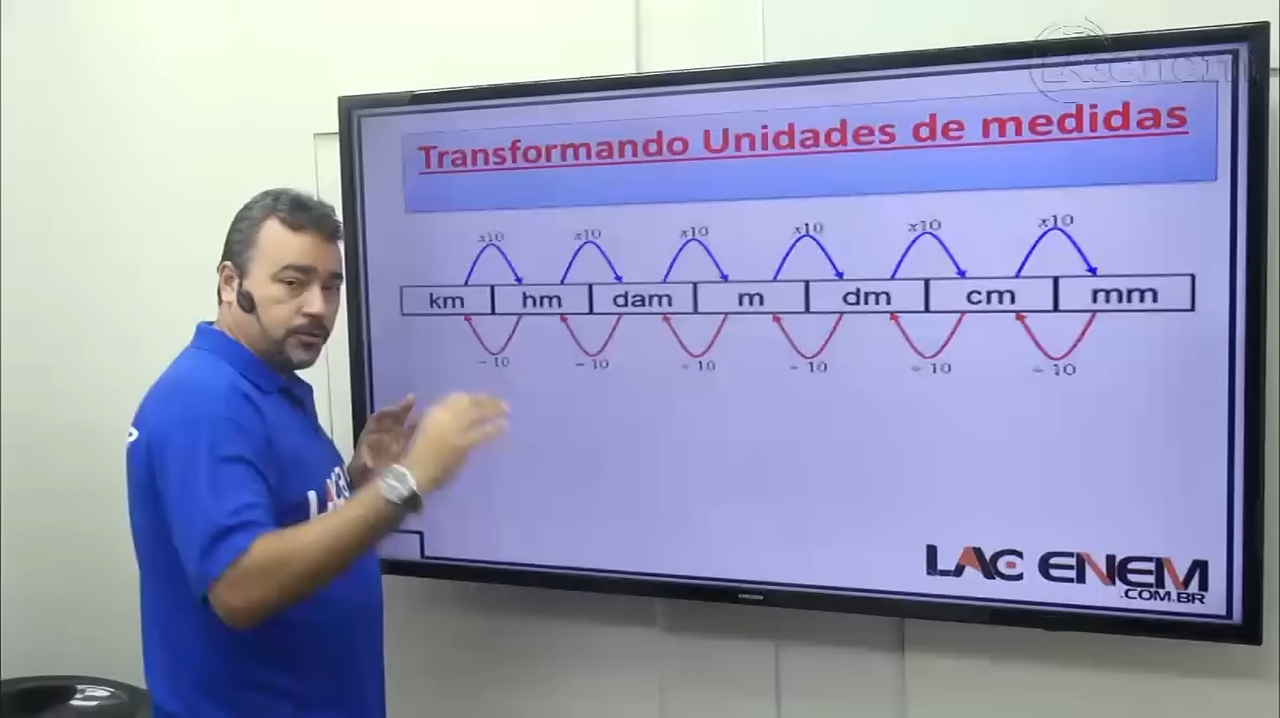 Transformando Unidades de medidas
x10 x10 x10 x10 x10 x10
km hm dam m dm cm mm
÷ 10 ÷ 10 ÷ 10 ÷ 10 ÷ 10 ÷ 10
LAC ENEM
.COM.BR